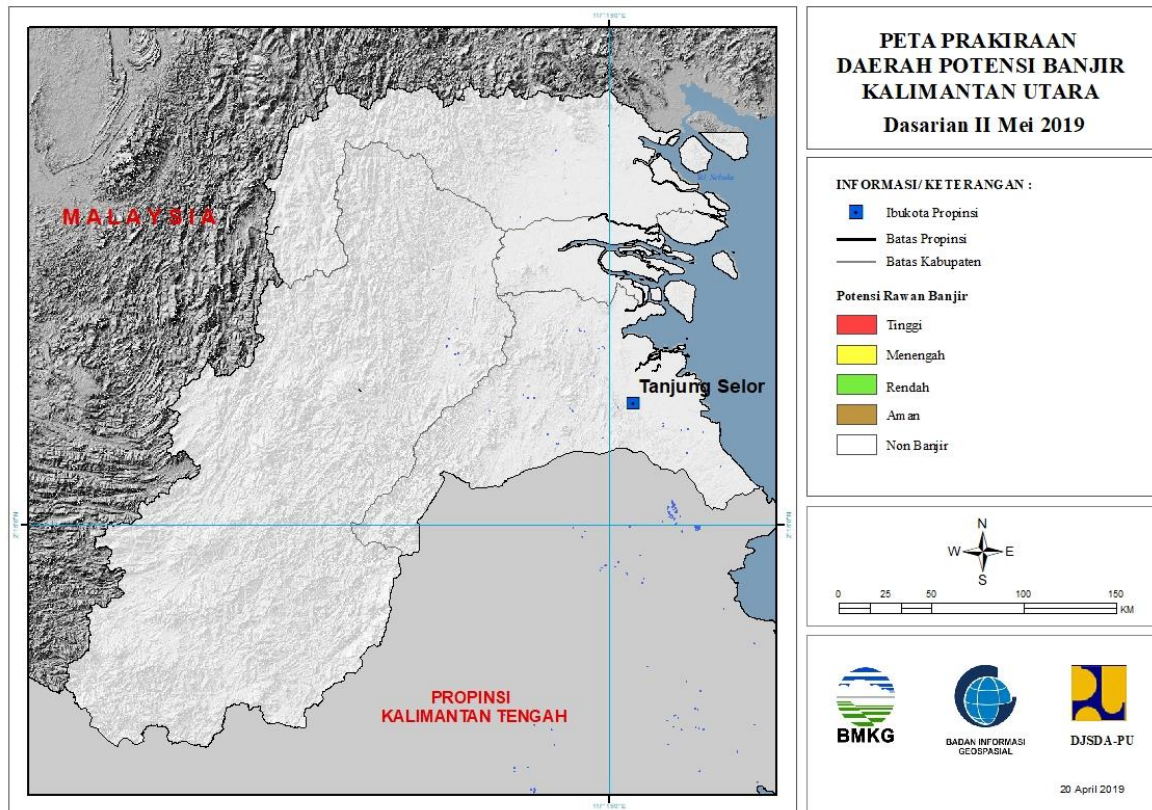 PETA PRAKIRAAN
DAERAH POTENSI BANJIR
KALIMANTAN UTARA
Dasarian II Mei 2019
MALAYSIA
Tanjung Selor
PROPINSI
KALIMANTAN TENGAH
INFORMASI/ KETERANGAN :
Ibukota Propinsi
Batas Propinsi
Batas Kabupaten
Potensi Rawan Banjir
Tinggi
Menengah
Rendah
Aman
Non Banjir
N
W E
S
0 25 50 100 150
KM
BMKG
BADAN INFORMASI
GEOSPASIAL
DJSDA-PU
20 April 2019